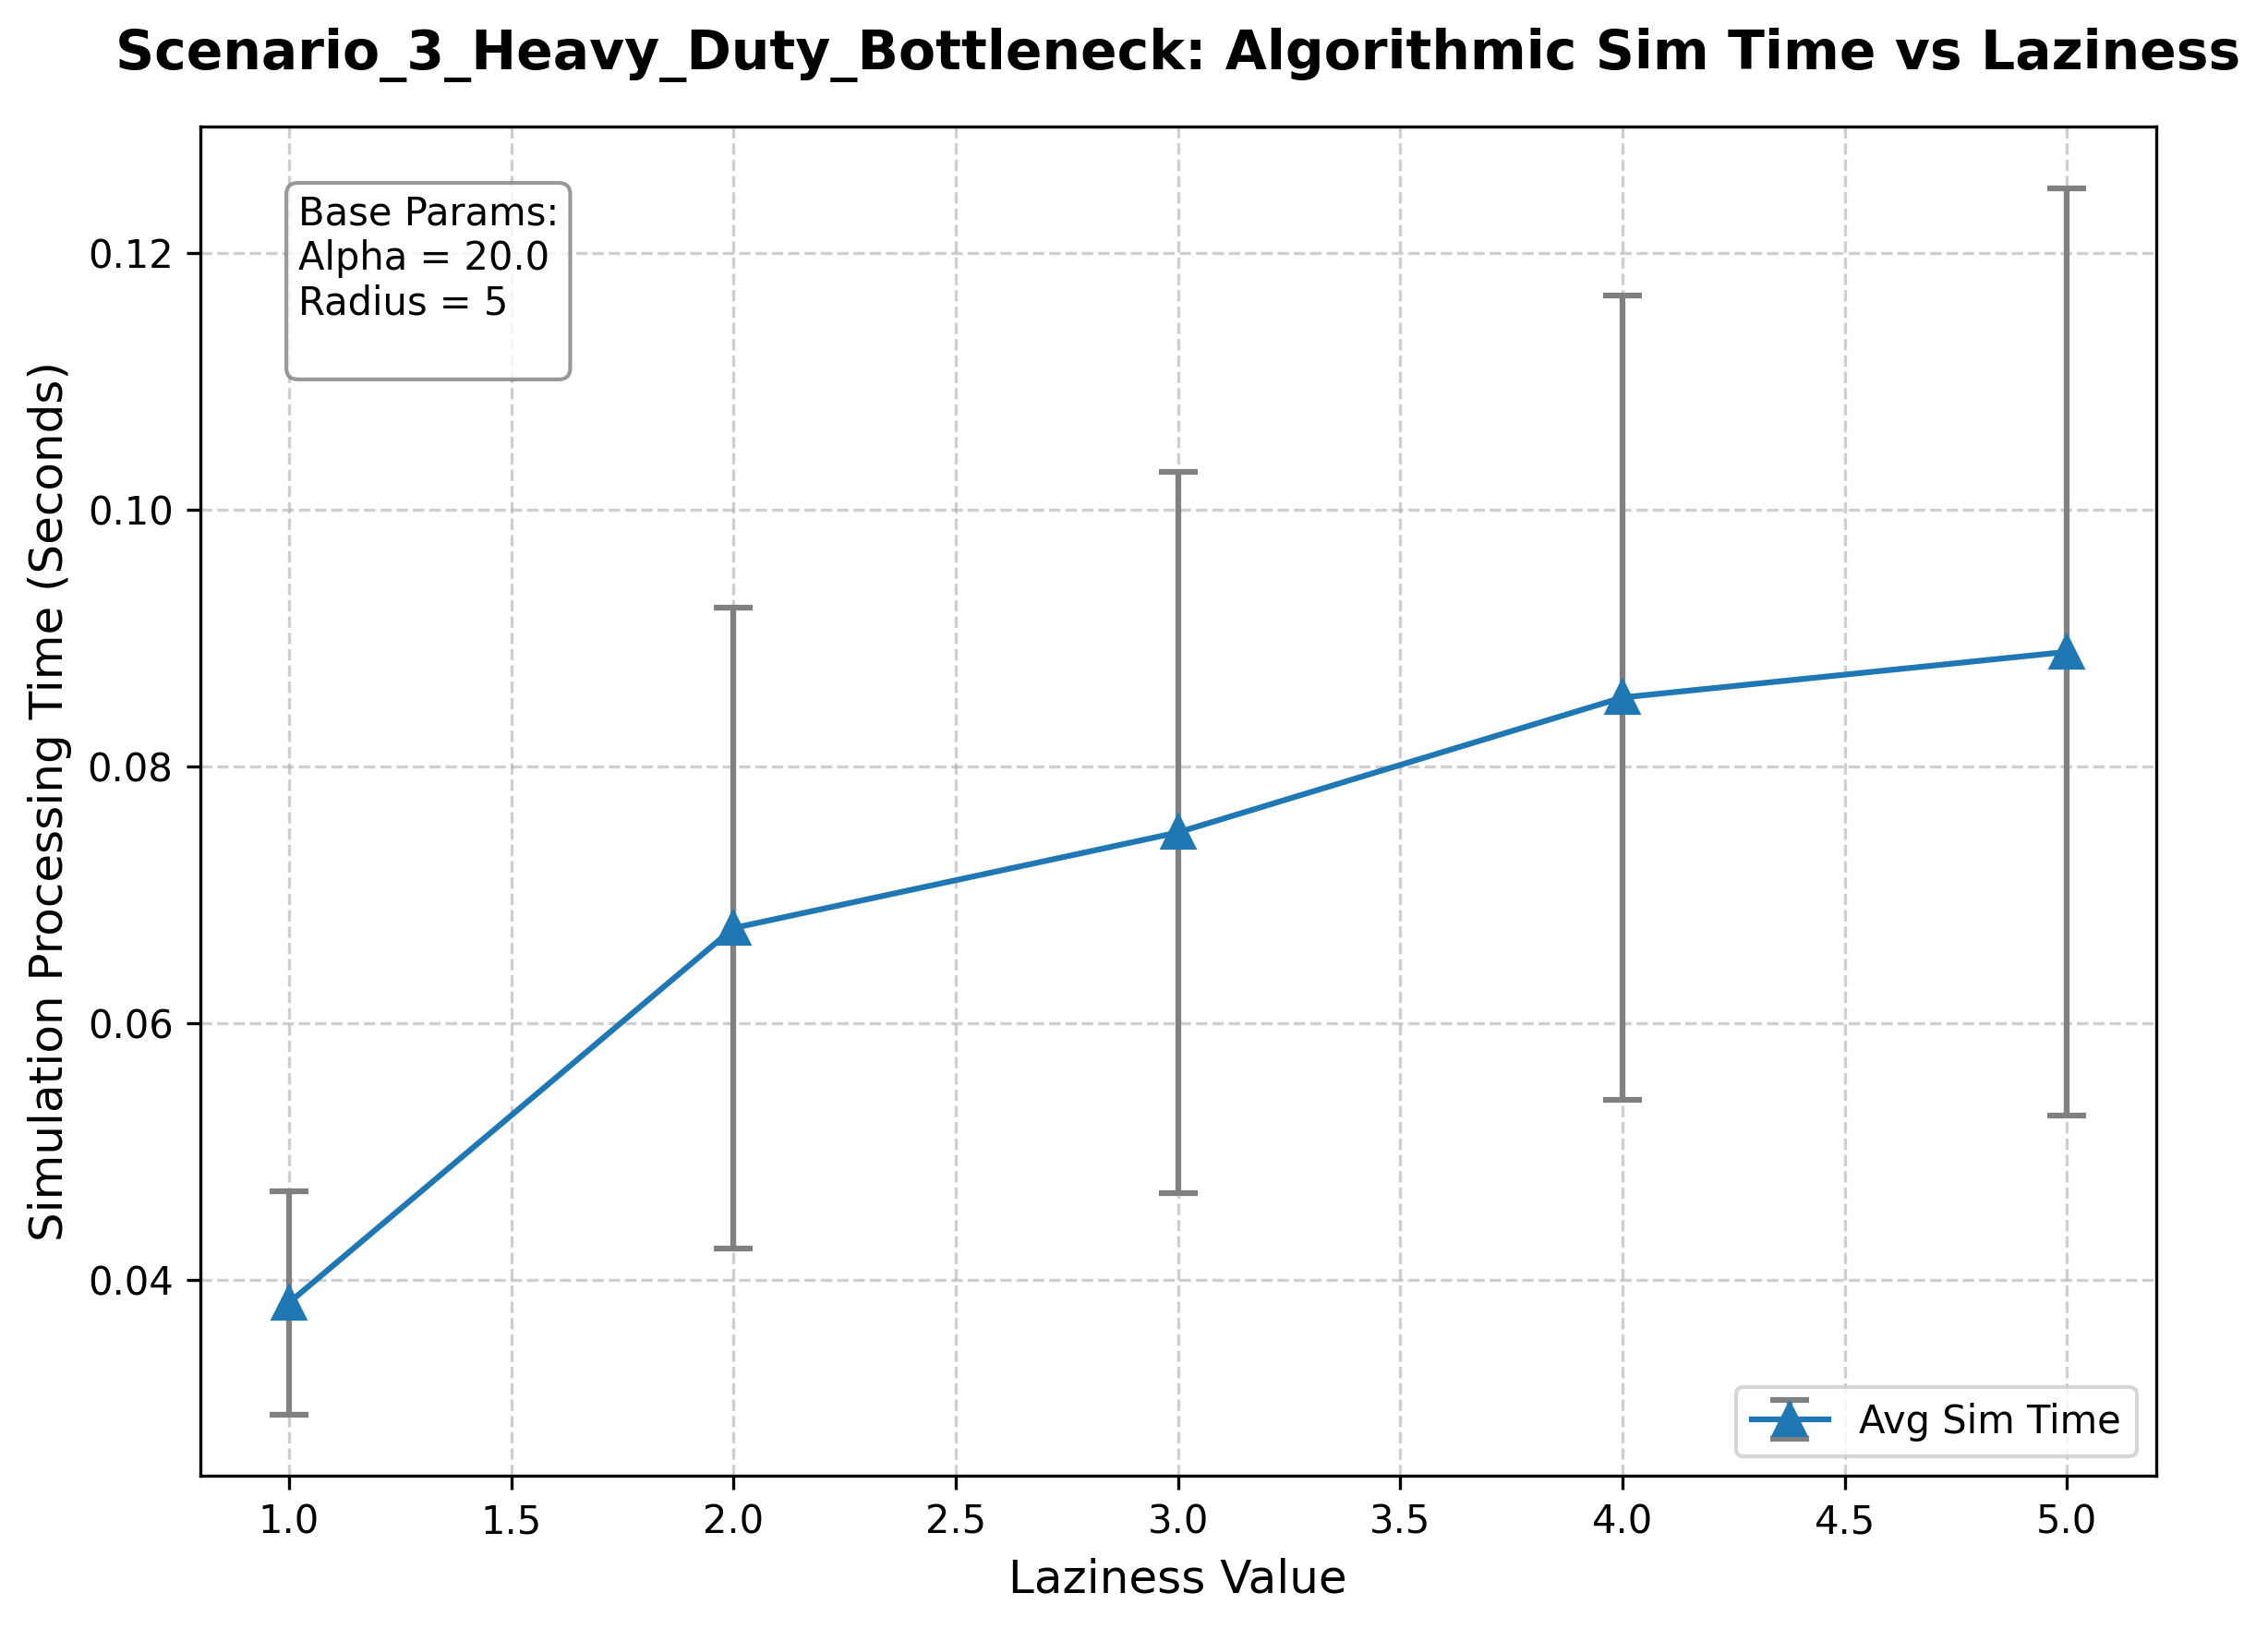 Scenario_3_Heavy_Duty_Bottleneck: Algorithmic Sim Time vs Laziness
Base Params:
Alpha = 20.0
Radius = 5
Simulation Processing Time (Seconds)
0.12
0.10
0.08
0.06
0.04
Avg Sim Time
1.0 1.5 2.0 2.5 3.0 3.5 4.0 4.5 5.0
Laziness Value